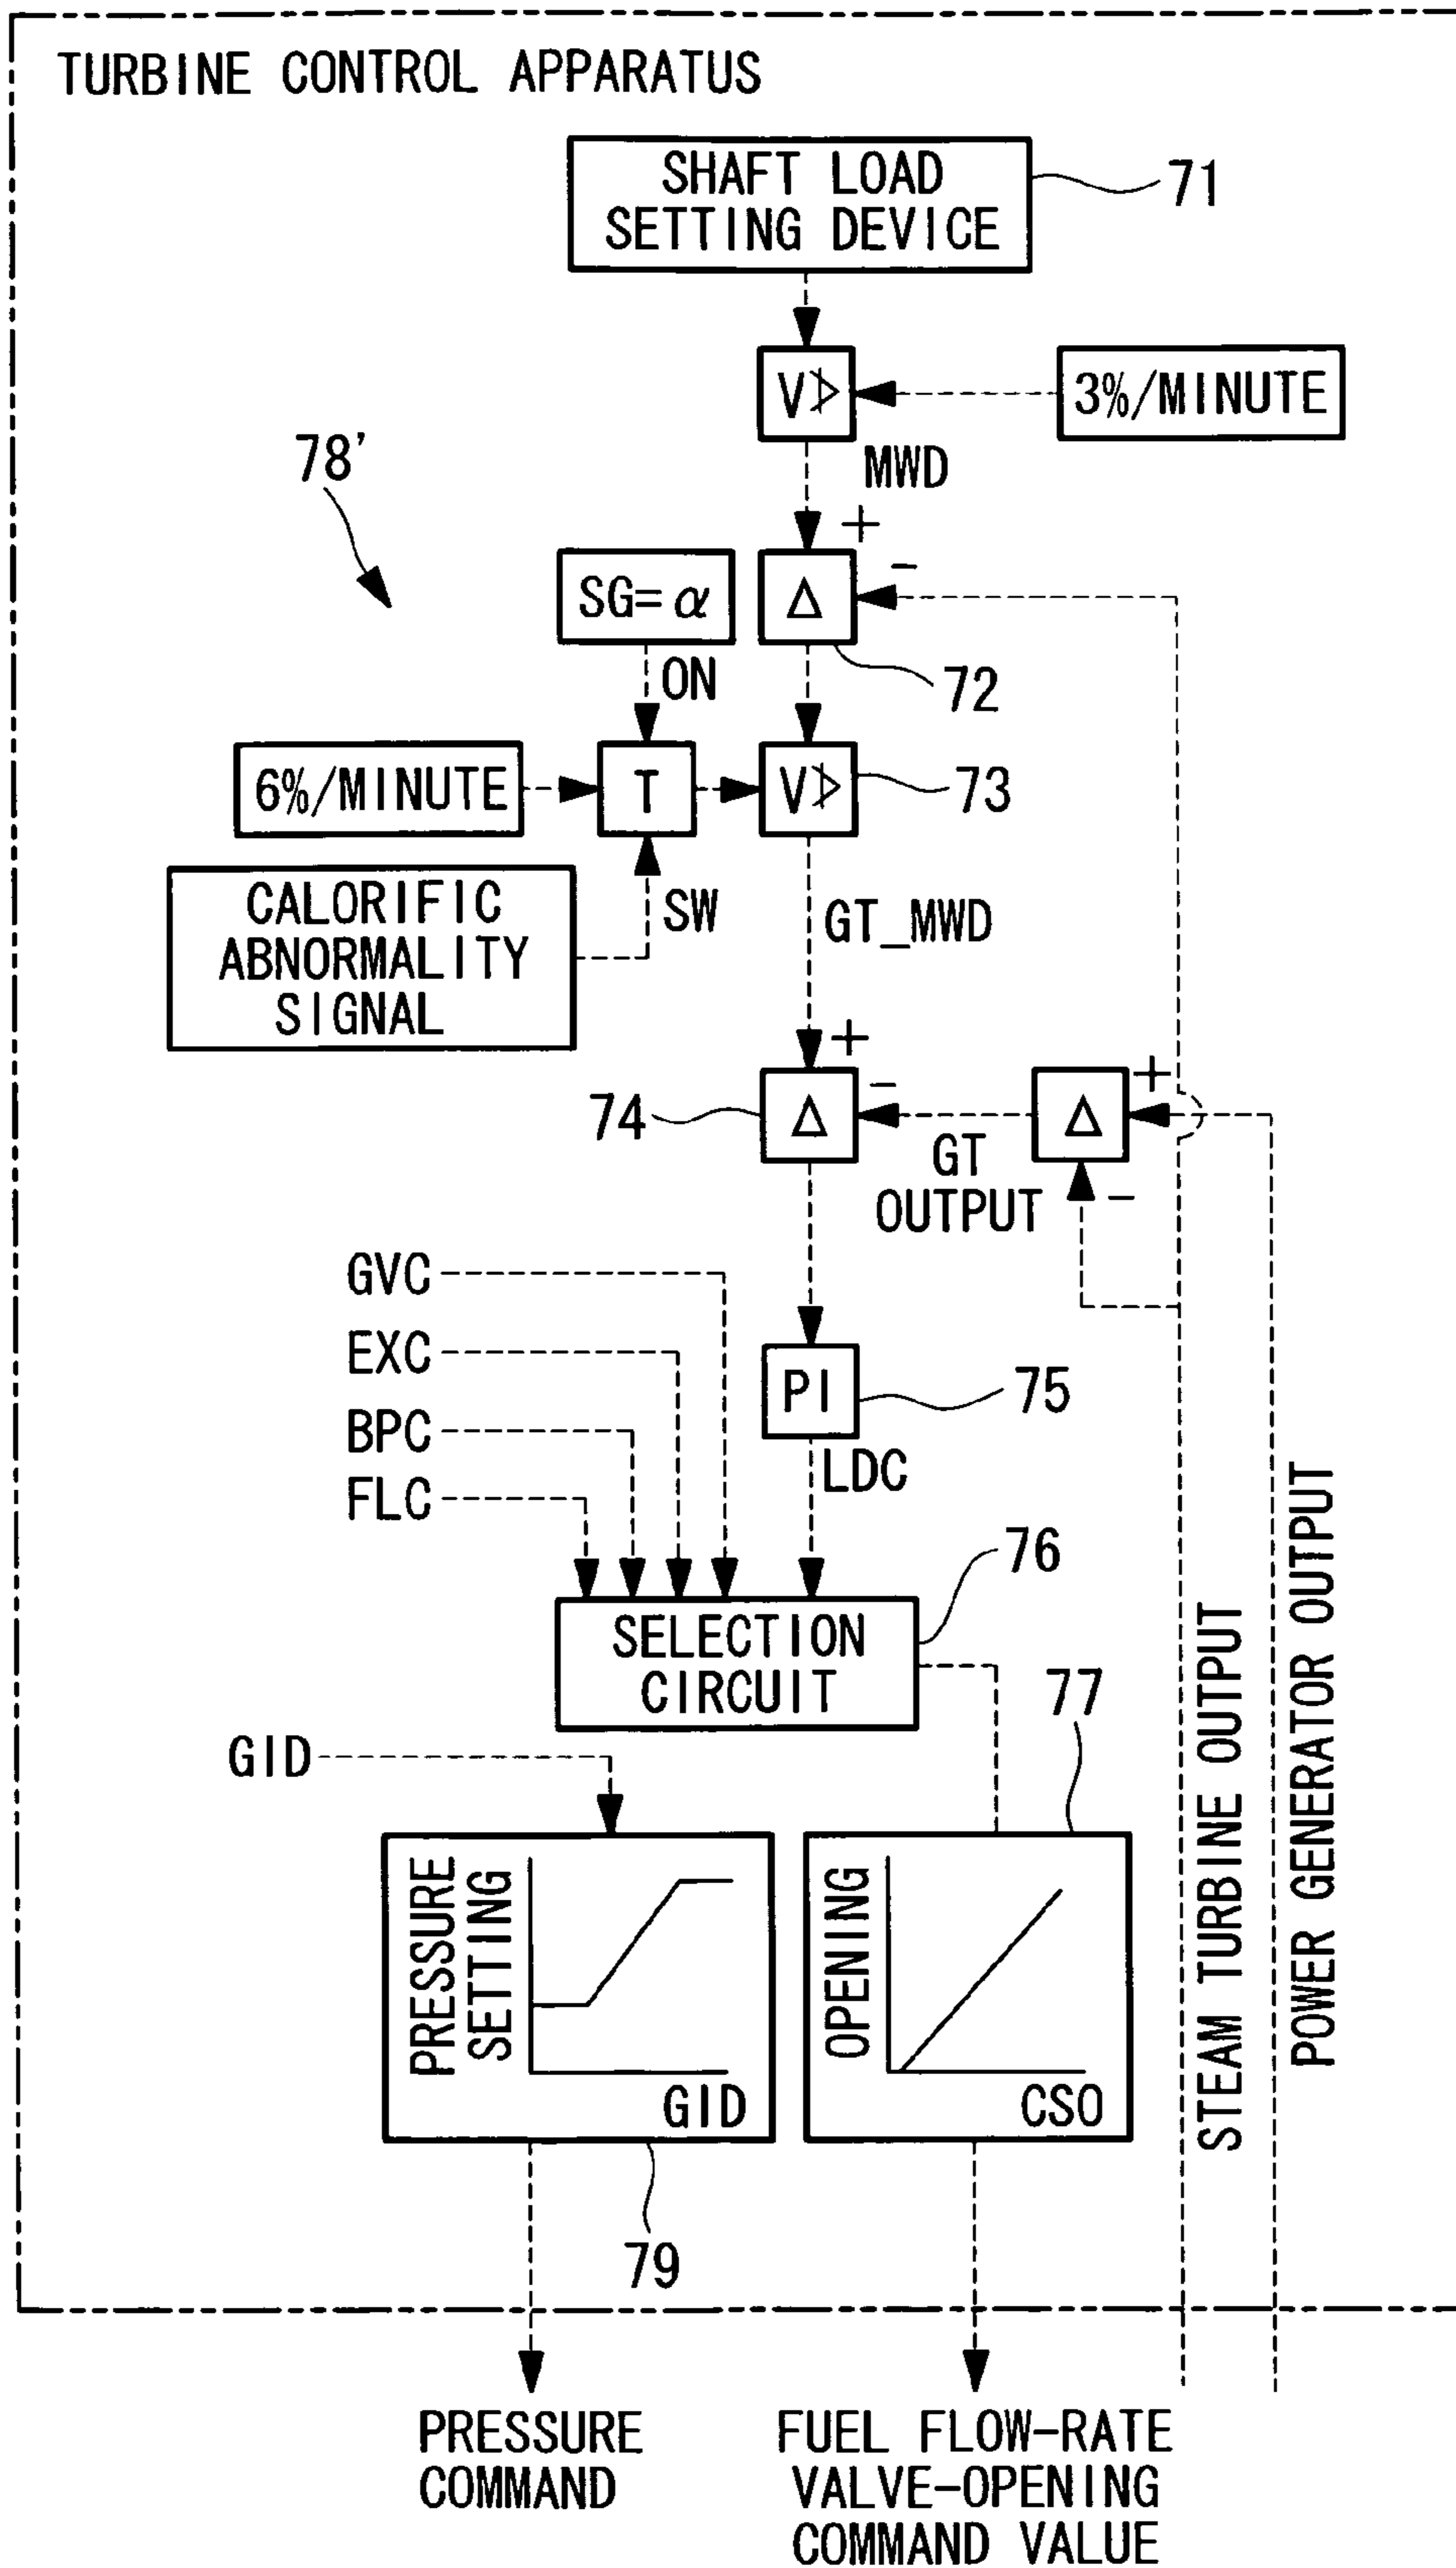 TURBINE CONTROL APPARATUS
SHAFT LOAD
SETTING DEVICE
71
V≯
3%/MINUTE
MWD
78'
+
-
SG=α
Δ
ON
72
6%/MINUTE
T
V≯
73
CALORIFIC
ABNORMALITY
SIGNAL
SW
GT_MWD
+
-
+
74
Δ
Δ
GT
OUTPUT
-
GVC
EXC
BPC
FLC
PI
75
LDC
76
SELECTION
CIRCUIT
77
GID
PRESSURE
SETTING
GID
OPENING
CSO
STEAM TURBINE OUTPUT
POWER GENERATOR OUTPUT
79
PRESSURE
COMMAND
FUEL FLOW-RATE
VALVE-OPENING
COMMAND VALUE